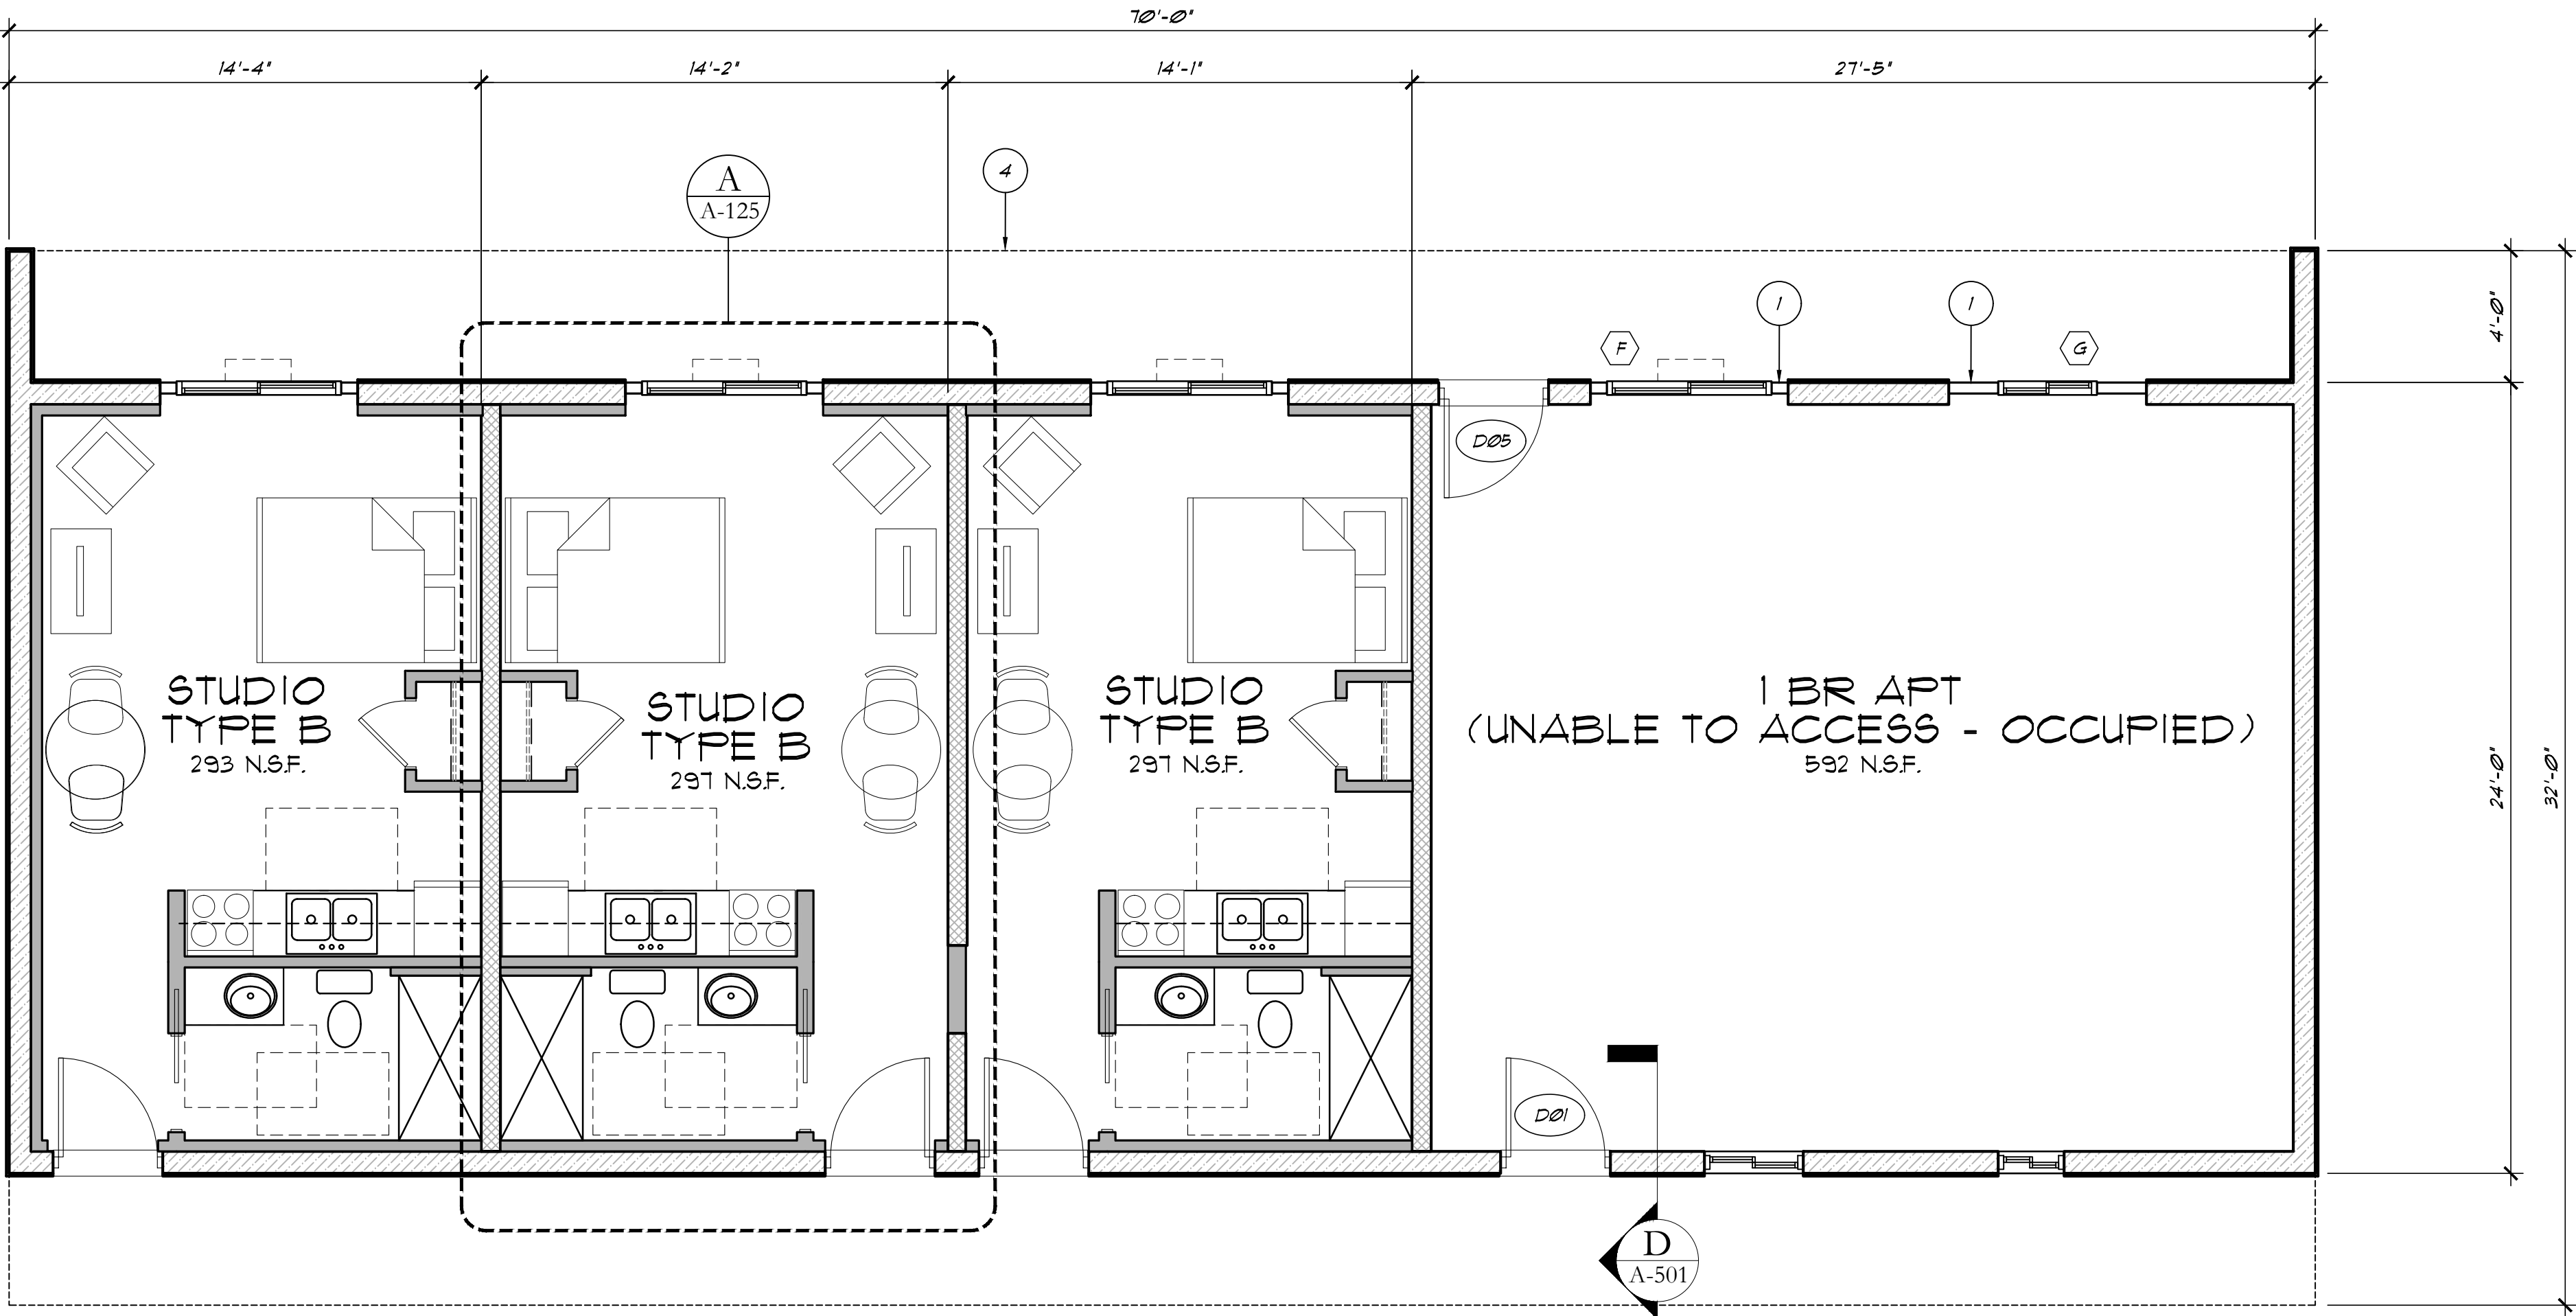 70'-0"
14'-4"
14'-2"
14'-1"
27'-5"
A
A-125
4
1
1
F
G
4'-0"
D05
STUDIO
TYPE B
293 N.S.F.
STUDIO
TYPE B
297 N.S.F.
STUDIO
TYPE B
297 N.S.F.
1 BR APT
(UNABLE TO ACCESS - OCCUPIED)
592 N.S.F.
24'-0"
32'-0"
D01
D
A-501